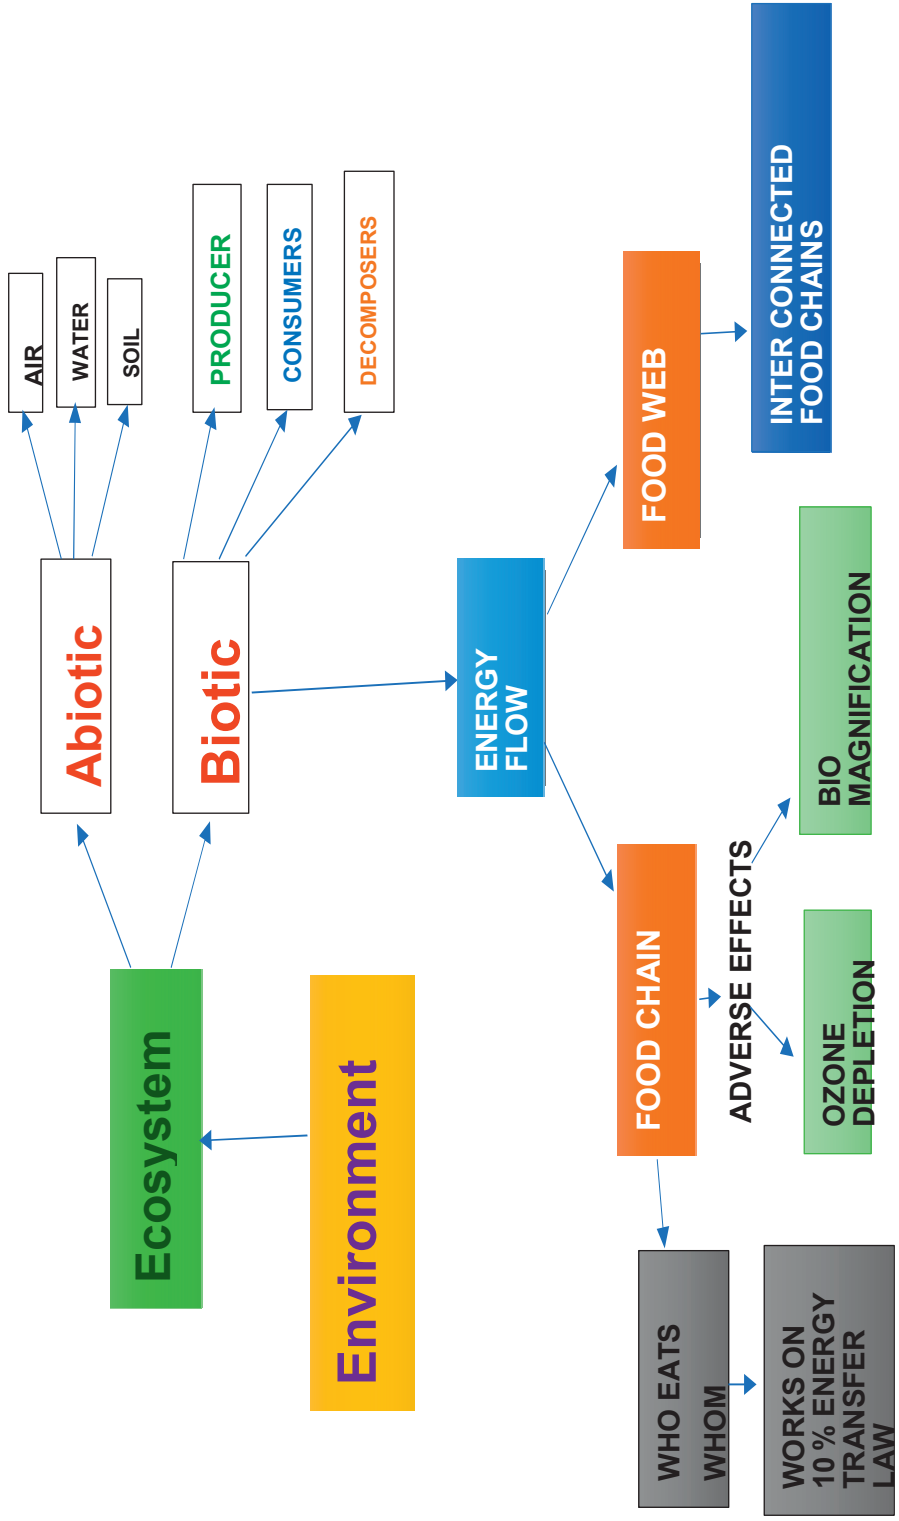 Environment
Ecosystem
Abiotic
AIR
WATER
SOIL
Biotic
PRODUCER
CONSUMERS
DECOMPOSERS
ENERGY
FLOW
FOOD CHAIN
WHO EATS
WHOM
WORKS ON
10 % ENERGY
TRANSFER
LAW
ADVERSE EFFECTS
OZONE
DEPLETION
BIO
MAGNIFICATION
FOOD WEB
INTER CONNECTED
FOOD CHAINS